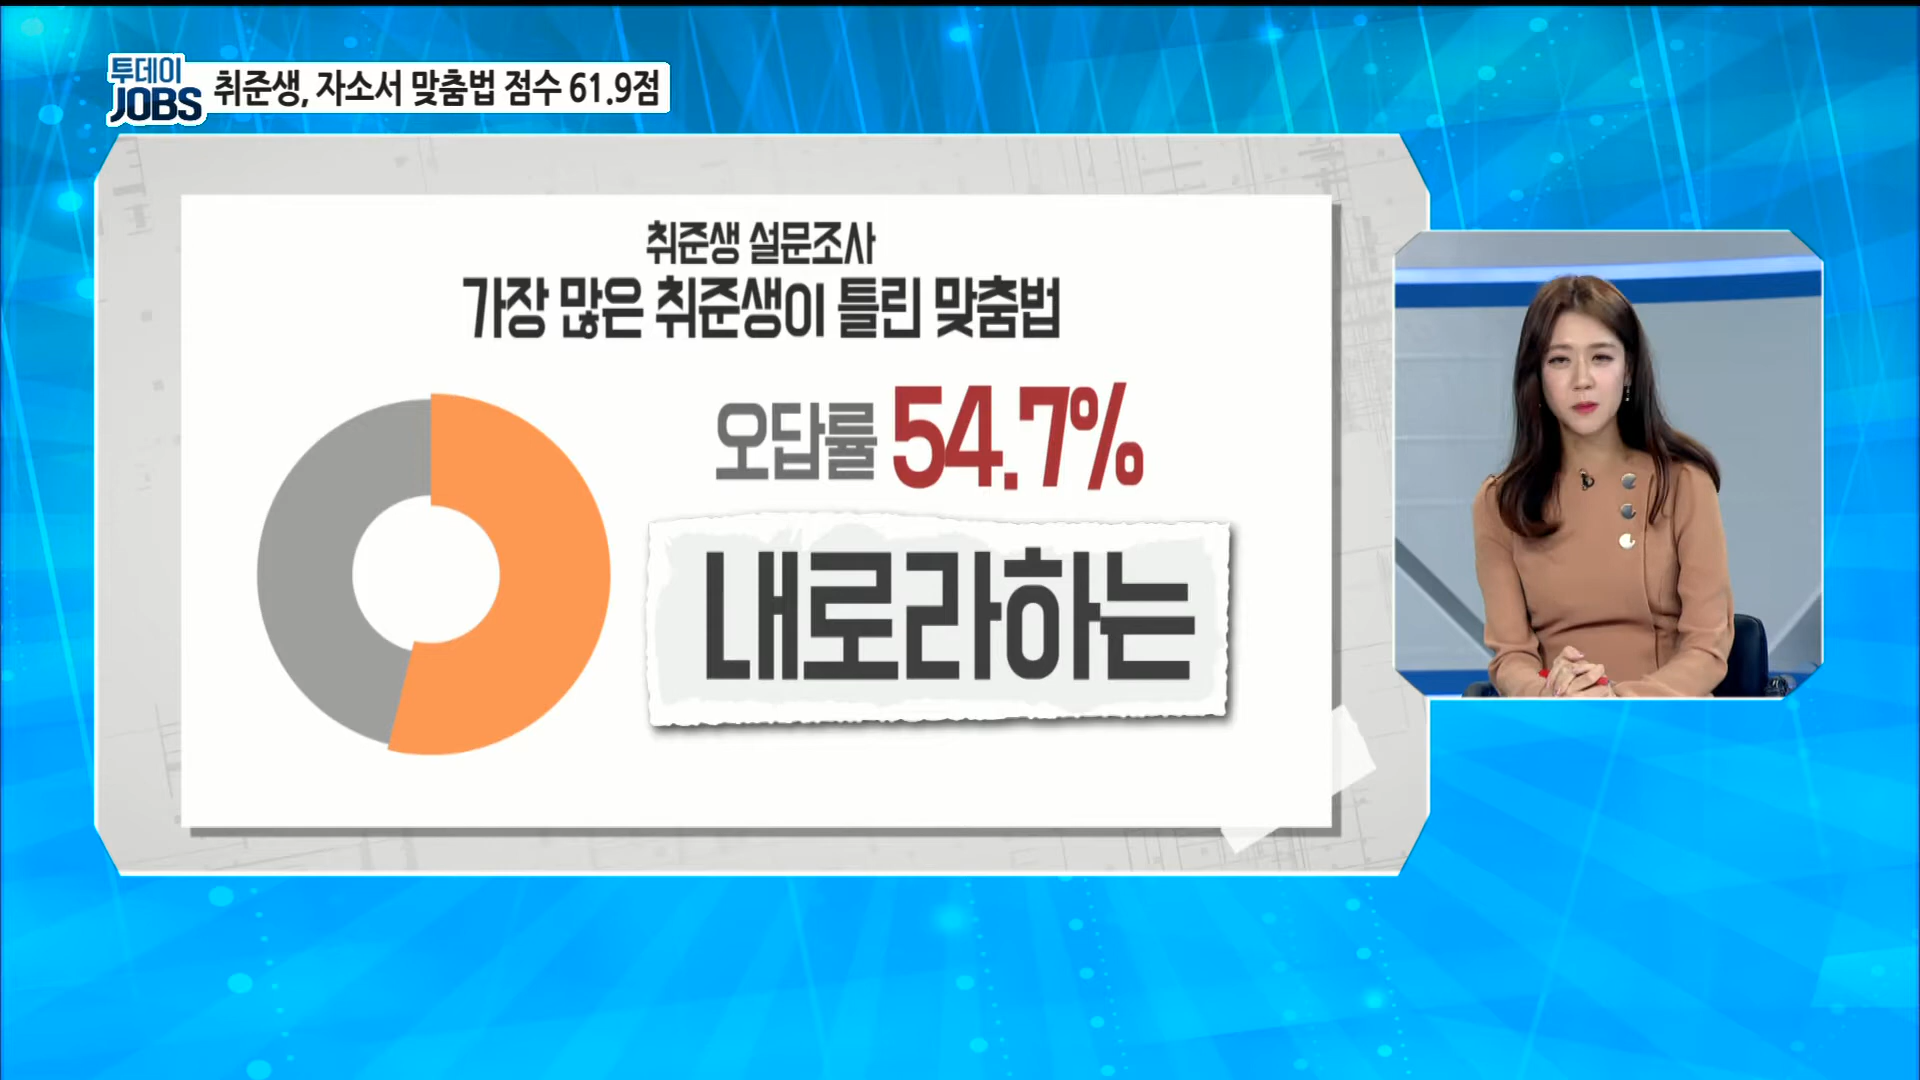 투데이
JOBS
취준생, 자소서 맞춤법 점수 61.9점
취준생 설문조사
가장 많은 취준생이 틀린 맞춤법
오답률 54.7%
내로라하는